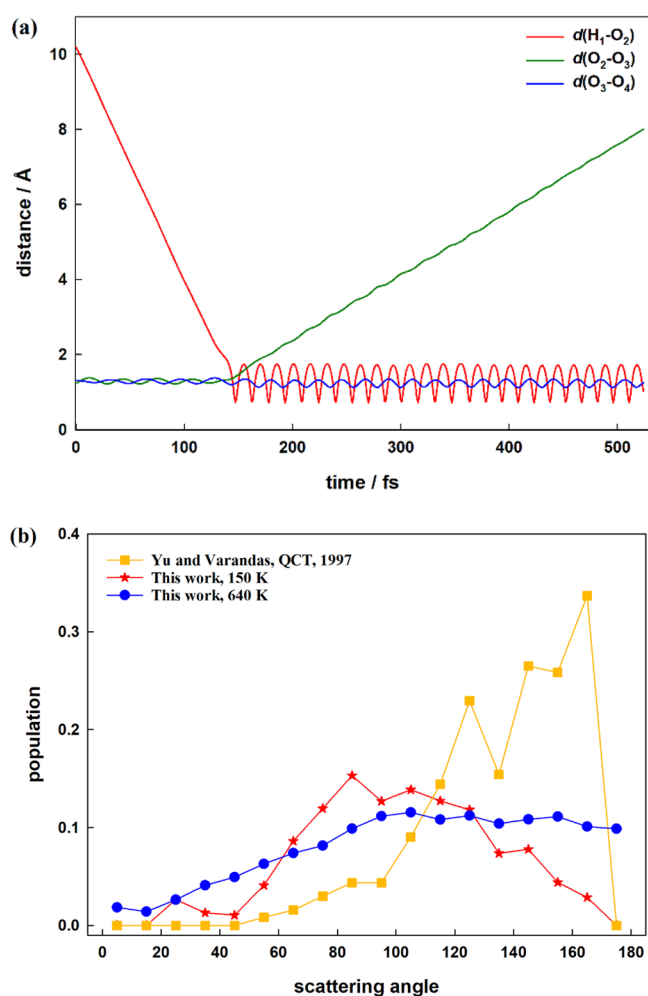 (a)
d(H₁-O₂)
d(O₂-O₃)
d(O₃-O₄)
10
8
6
4
2
0
distance / Å
0 100 200 300 400 500
time / fs
(b)
Yu and Varandas, QCT, 1997
This work, 150 K
This work, 640 K
0.4
0.3
0.2
0.1
0.0
population
0 20 40 60 80 100 120 140 160 180
scattering angle